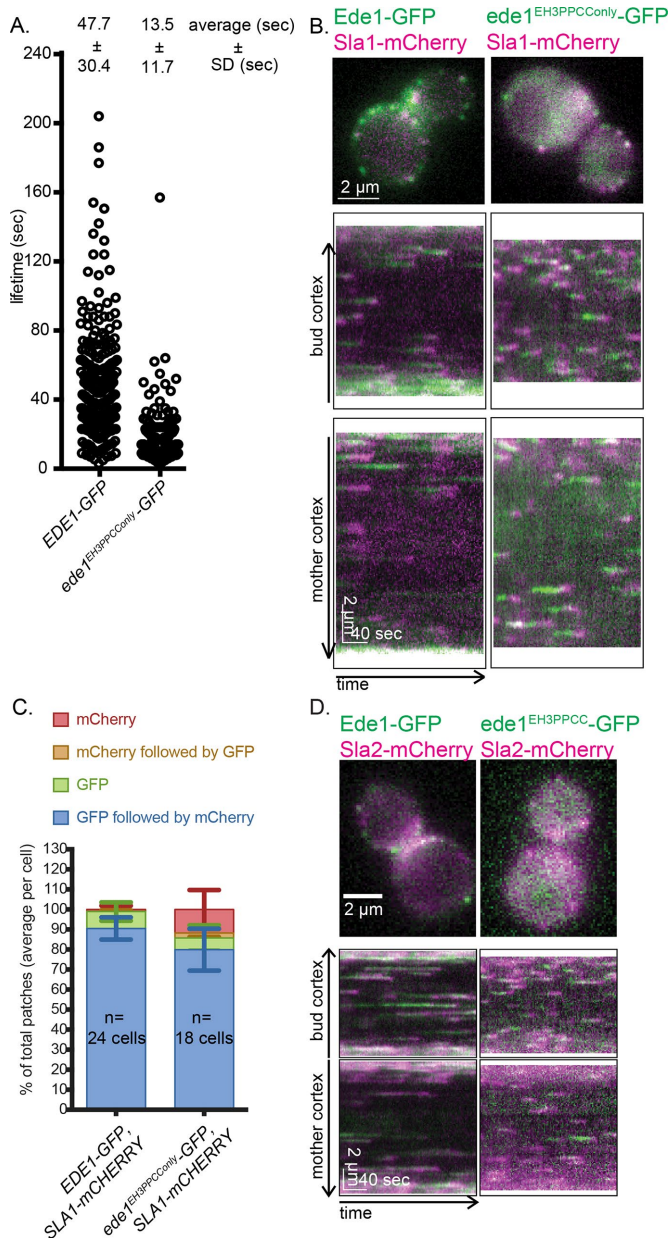 A.
47.7 13.5 average (sec)
± ± ±
30.4 11.7 SD (sec)
240
200
160
120
80
40
0
lifetime (sec)
EDE1-GFP
ede1EH3PPCConly-GFP
B.
Ede1-GFP ede1EH3PPCConly-GFP
Sla1-mCherry Sla1-mCherry
2 µm
bud cortex
mother cortex
2 µm
40 sec
time
C.
mCherry
mCherry followed by GFP
GFP
GFP followed by mCherry
130
120
110
100
90
80
70
60
50
40
30
20
10
0
% of total patches (average per cell)
n= n=
24 cells 18 cells
EDE1-GFP,
SLA1-mCHERRY
ede1EH3PPCConly-GFP,
SLA1-mCHERRY
D.
Ede1-GFP ede1EH3PPCC-GFP
Sla2-mCherry Sla2-mCherry
2 µm
bud cortex
mother cortex
2 µm
40 sec
time